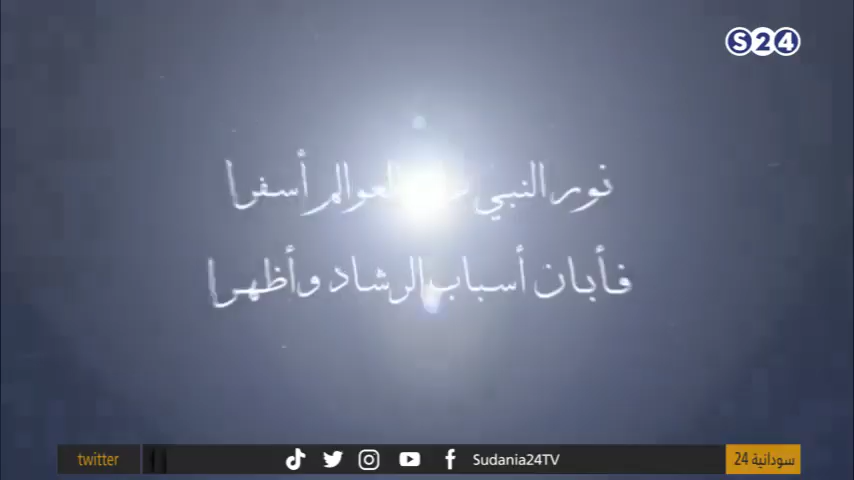 S24
نور النبي العوالم أسفرا
فأبان أسباب الرشاد وأظهرا
twitter
Sudania24TV
سودانية 24